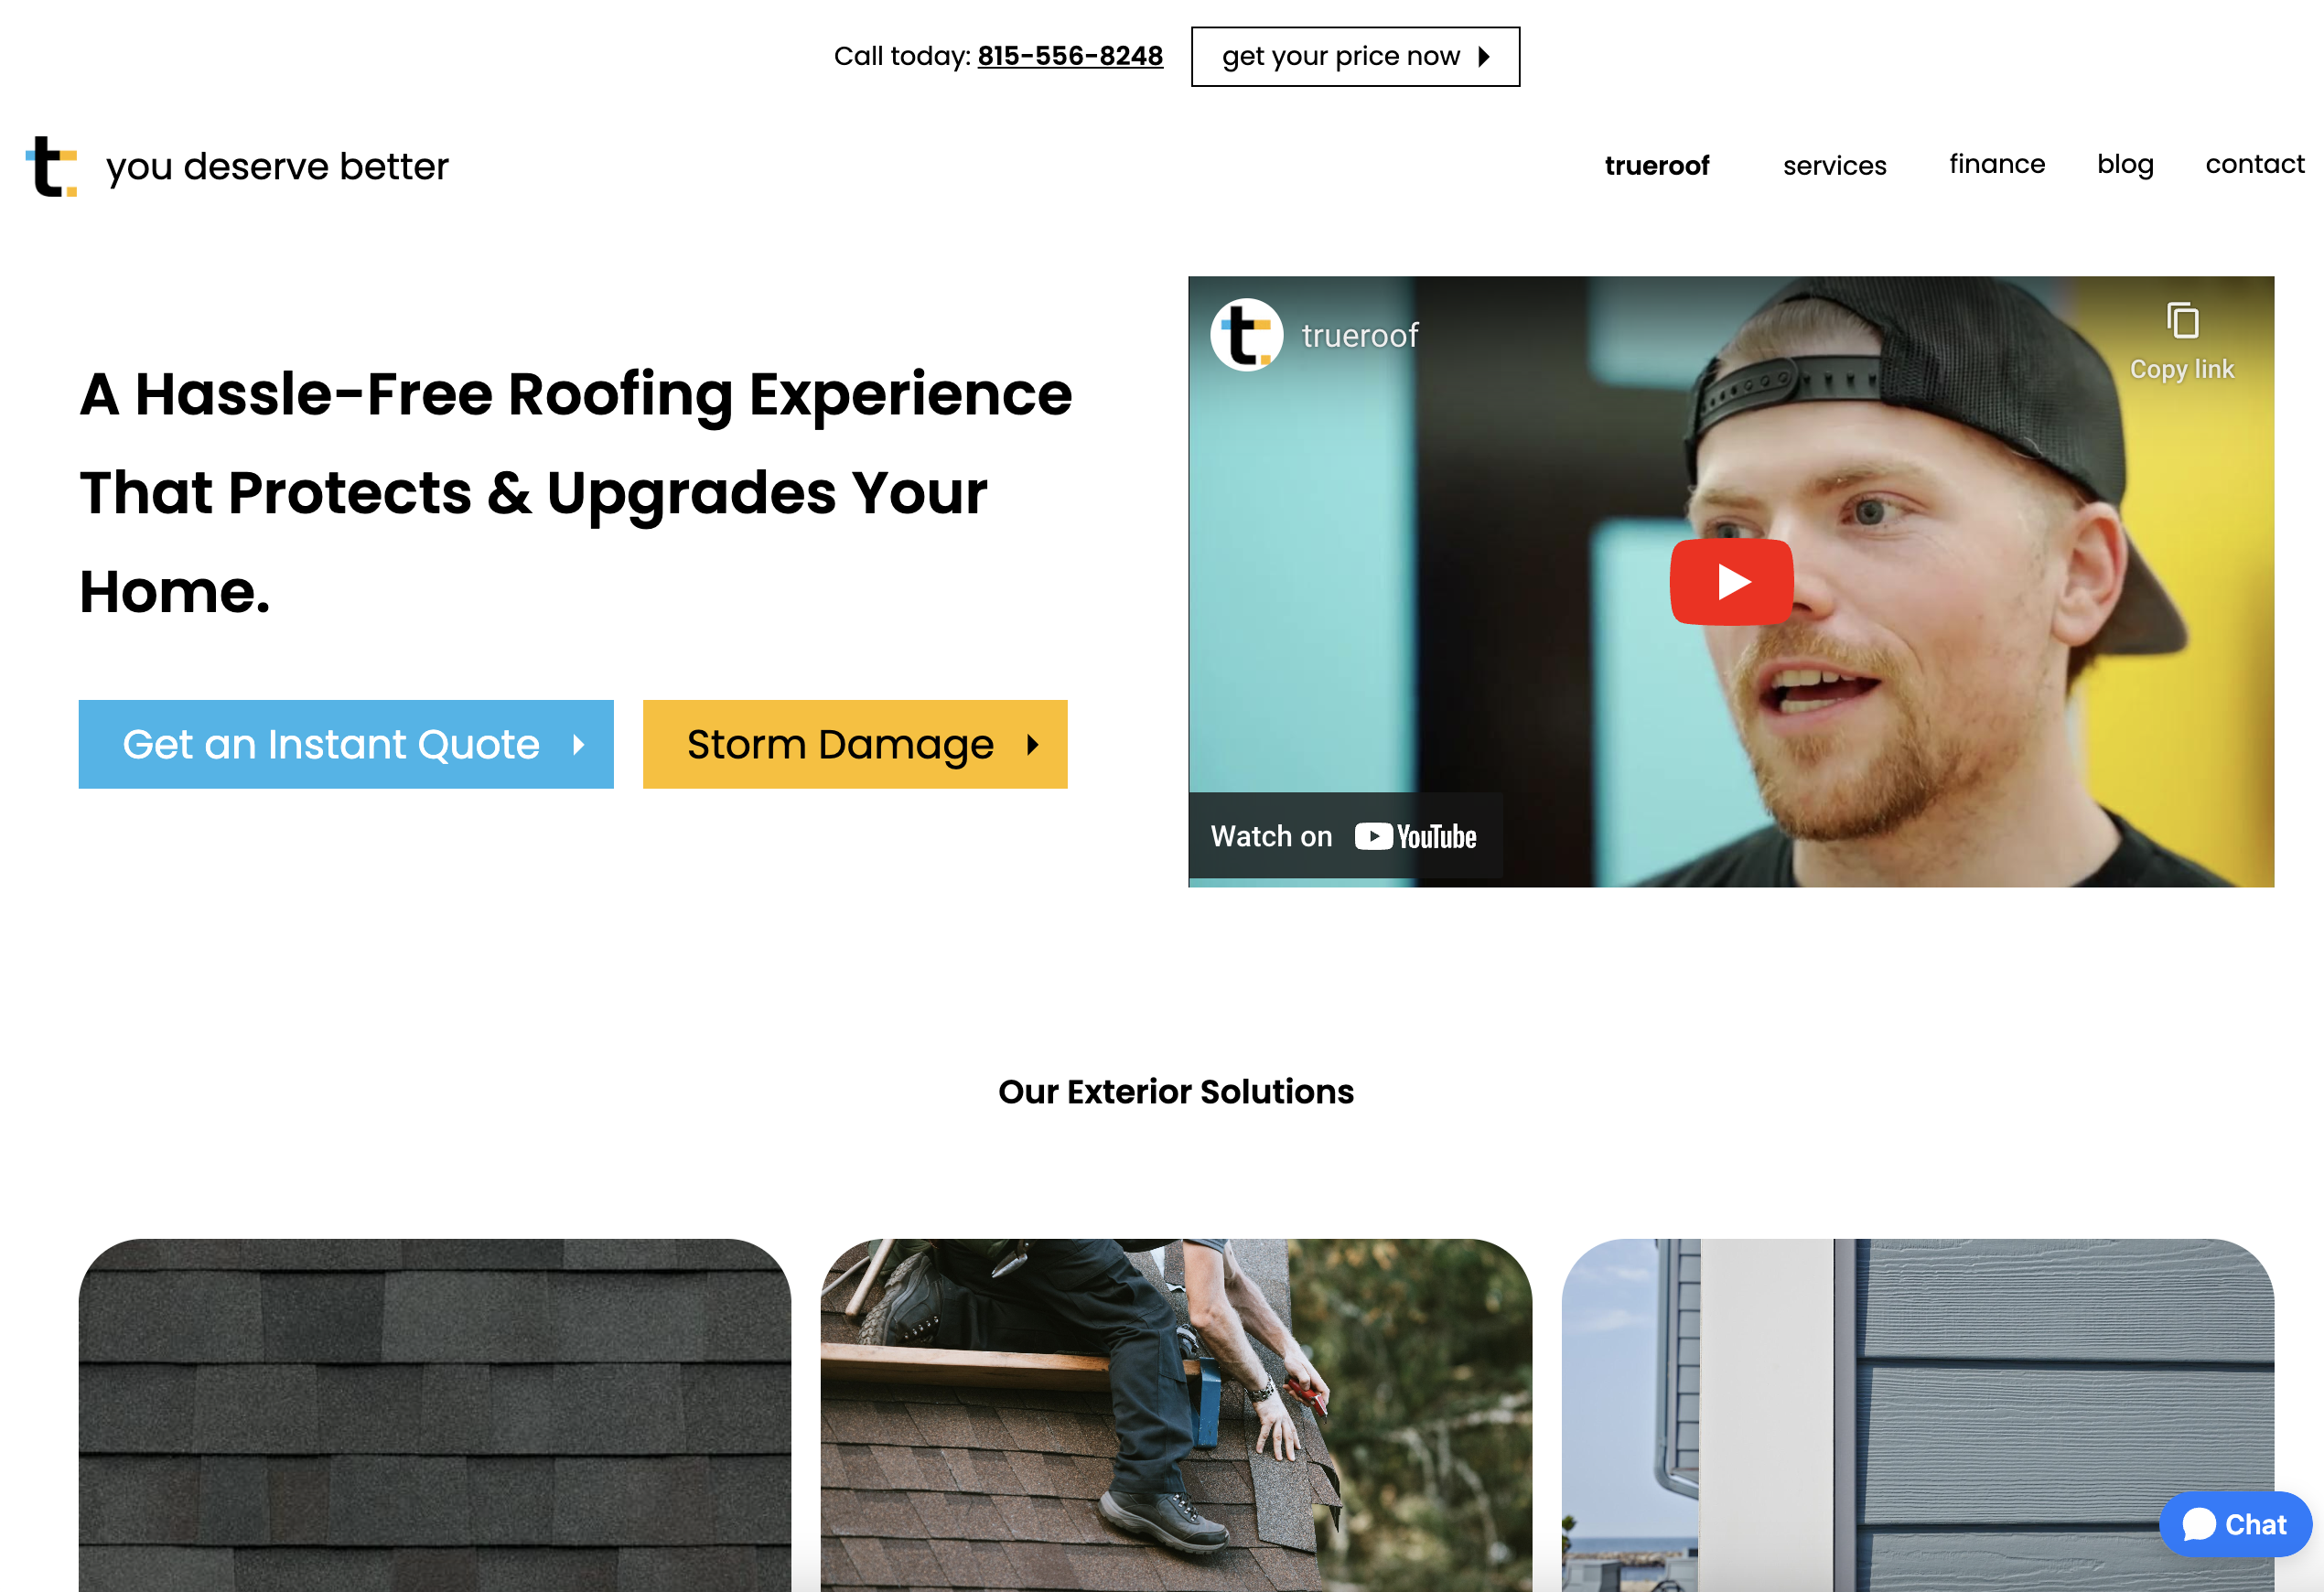 Call today: 815-556-8248
get your price now
t.
you deserve better
trueroof
services
finance
blog
contact
A Hassle-Free Roofing Experience
That Protects & Upgrades Your
Home.
Get an Instant Quote
Storm Damage
t.
trueroof
Copy link
Watch on YouTube
Our Exterior Solutions
Chat